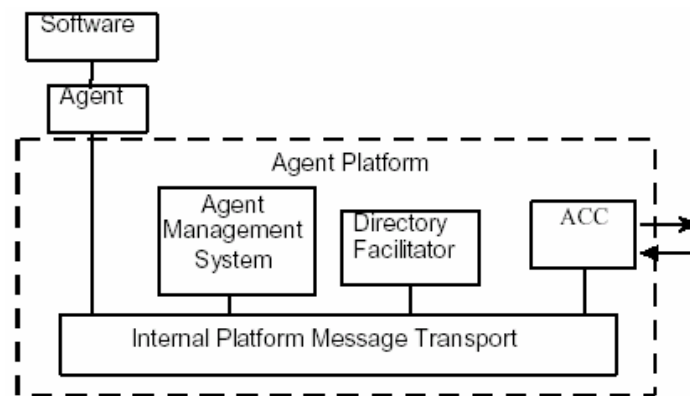 Software
Agent
Agent Platform
Agent
Management
System
Directory
Facilitator
ACC
Internal Platform Message Transport